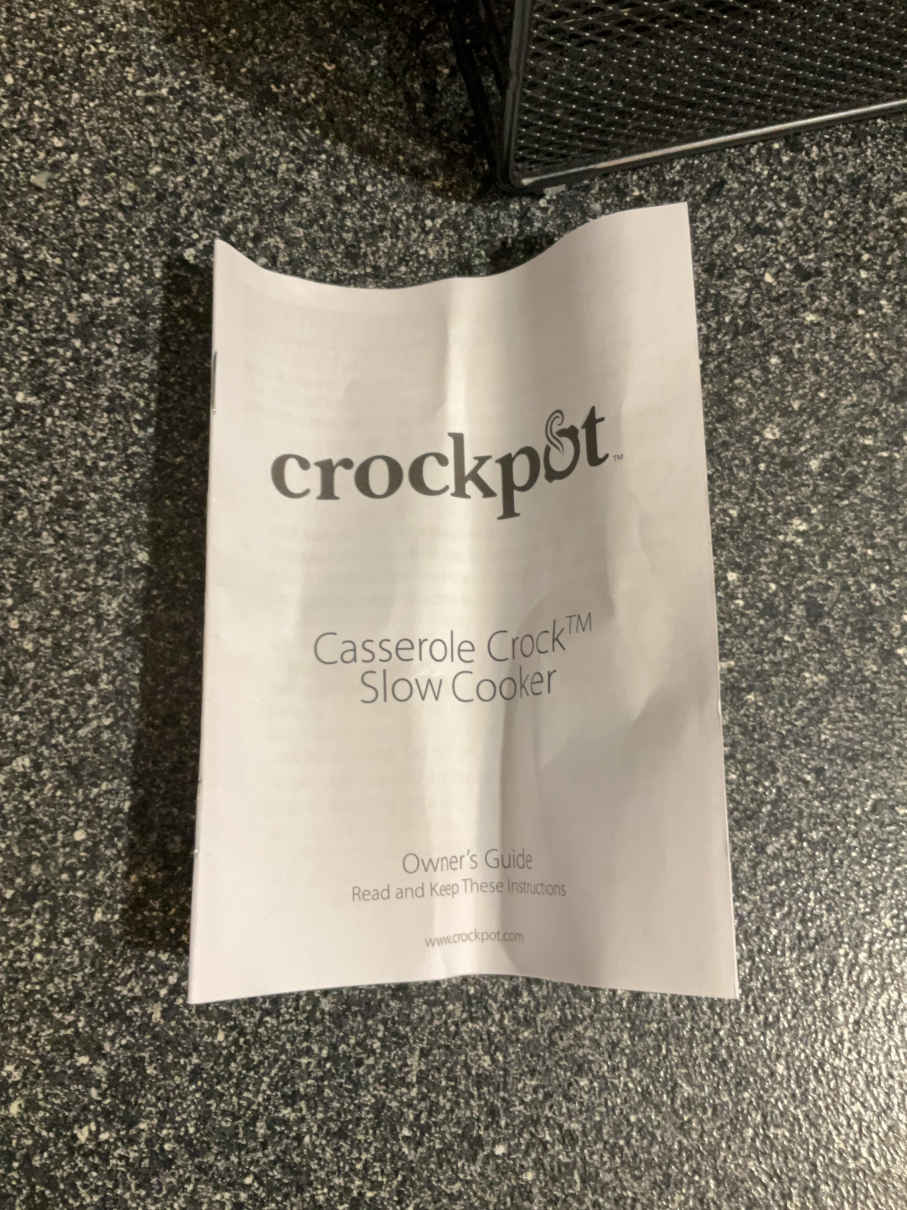 crockpot™
Casserole Crock™
Slow Cooker
Owner's Guide
Read and Keep These Instructions
www.crockpot.com